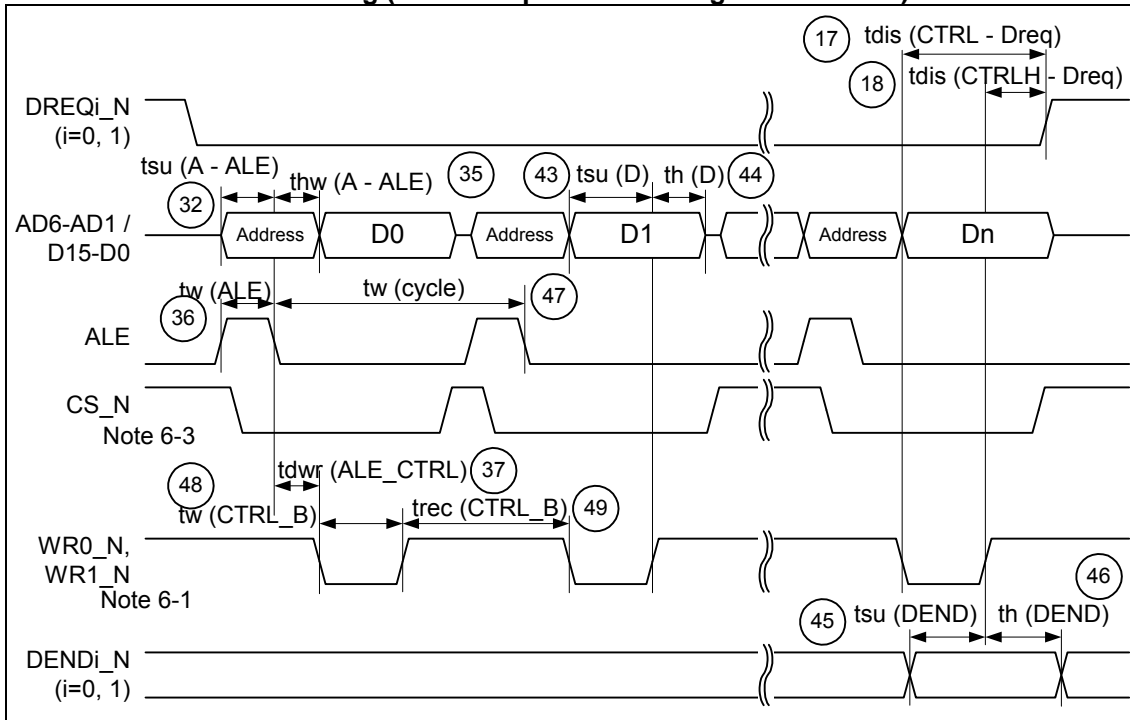 17 tdis (CTRL - Dreq)
18 tdis (CTRLH - Dreq)
DREQi_N
(i=0, 1)
tsu (A - ALE)
32 thw (A - ALE) 35 43 tsu (D) th (D) 44
AD6-AD1 /
D15-D0
Address D0 Address D1 Address Dn
tw (ALE) tw (cycle) 47
36
ALE
CS_N
Note 6-3
48 tdwr (ALE_CTRL) 37
tw (CTRL_B) trec (CTRL_B) 49
WR0_N,
WR1_N
Note 6-1
46
45 tsu (DEND) th (DEND)
DENDi_N
(i=0, 1)